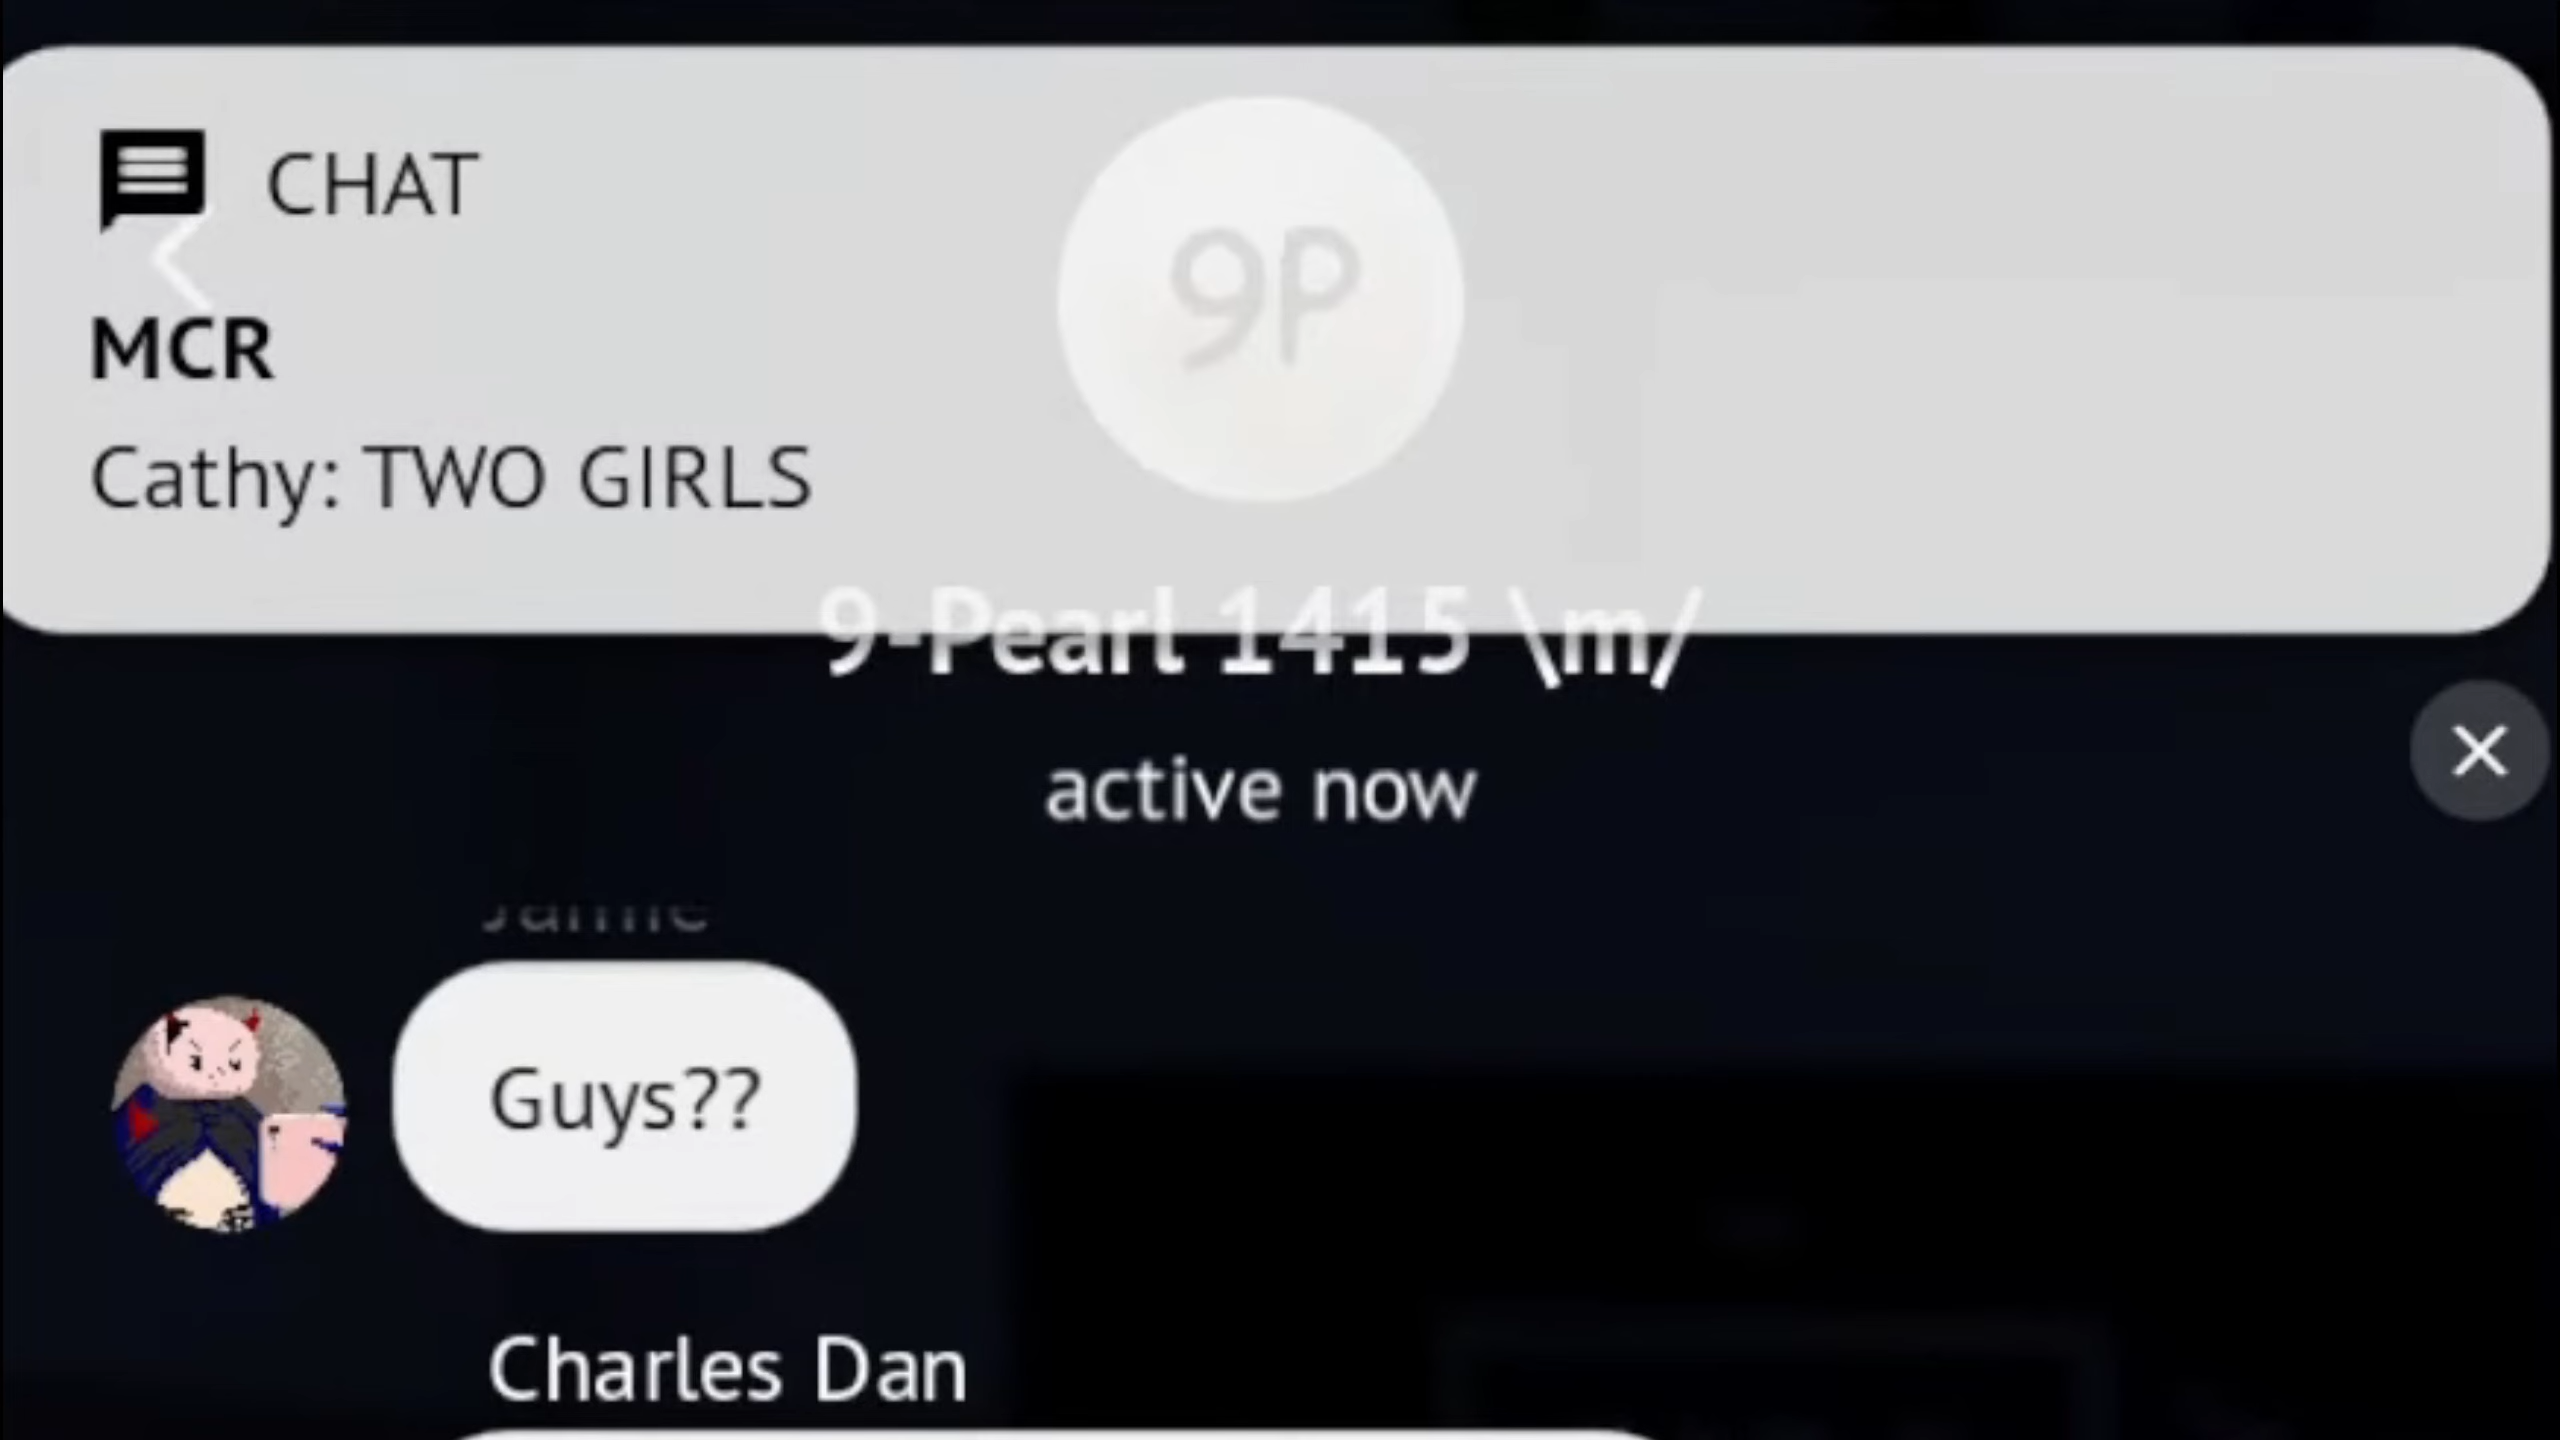 CHAT
MCR
Cathy: TWO GIRLS
9P
9-Pearl 1415 \m/
active now
Guys??
Charles Dan